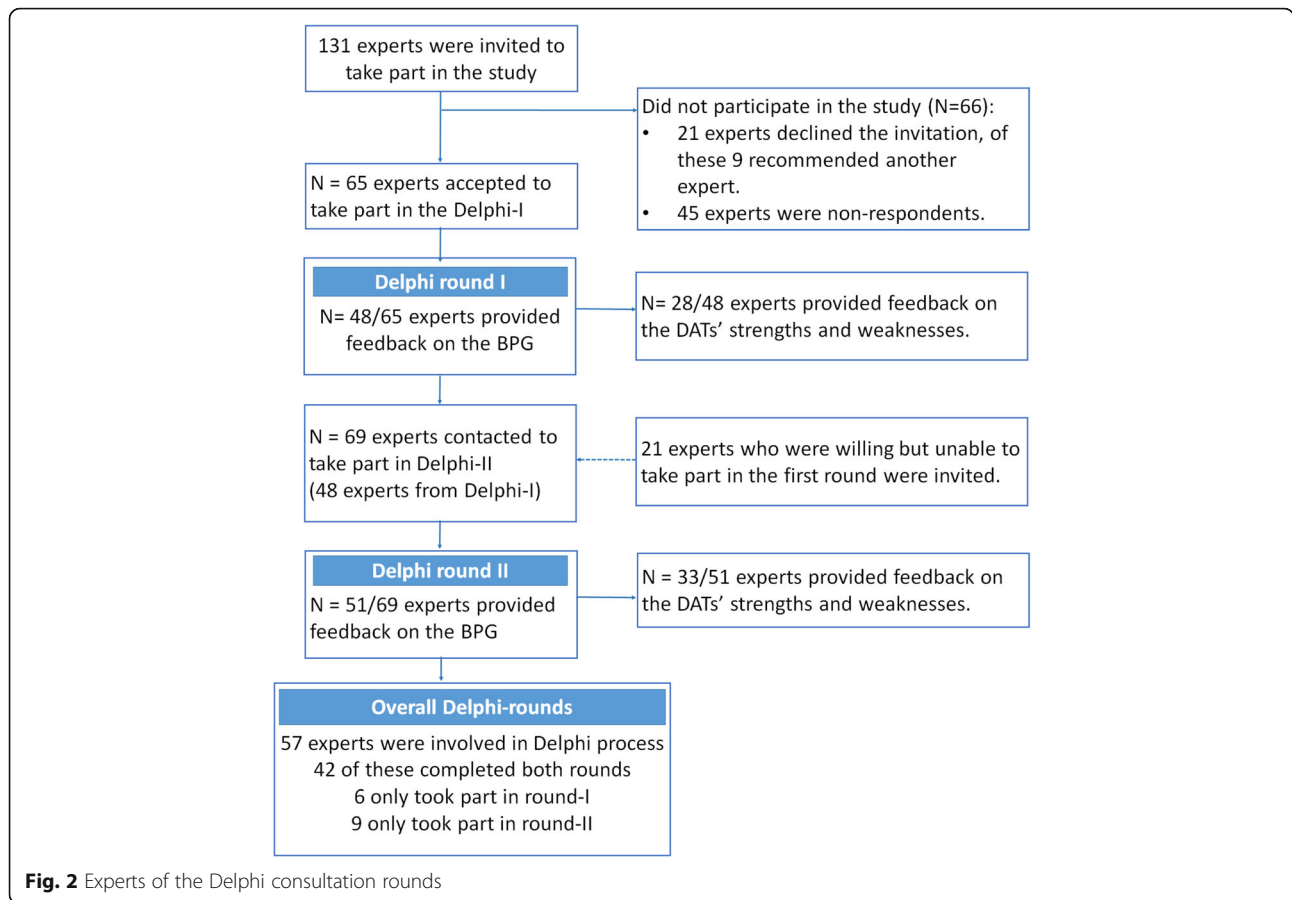 131 experts were invited to
take part in the study
Did not participate in the study (N=66):
• 21 experts declined the invitation, of
these 9 recommended another
expert.
• 45 experts were non-respondents.
N = 65 experts accepted to
take part in the Delphi-I
Delphi round I
N= 48/65 experts provided
feedback on the BPG
N= 28/48 experts provided feedback on
the DATs’ strengths and weaknesses.
N = 69 experts contacted to
take part in Delphi-II
(48 experts from Delphi-I)
21 experts who were willing but unable to
take part in the first round were invited.
Delphi round II
N = 51/69 experts provided
feedback on the BPG
N = 33/51 experts provided feedback on
the DATs’ strengths and weaknesses.
Overall Delphi-rounds
57 experts were involved in Delphi process
42 of these completed both rounds
6 only took part in round-I
9 only took part in round-II
Fig. 2 Experts of the Delphi consultation rounds